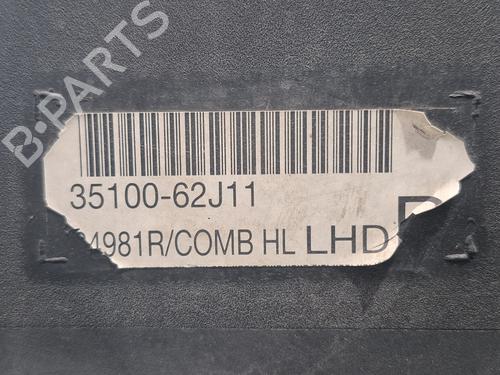 B-PARTS
35100-62J11
4981R/COMB HL LHD R